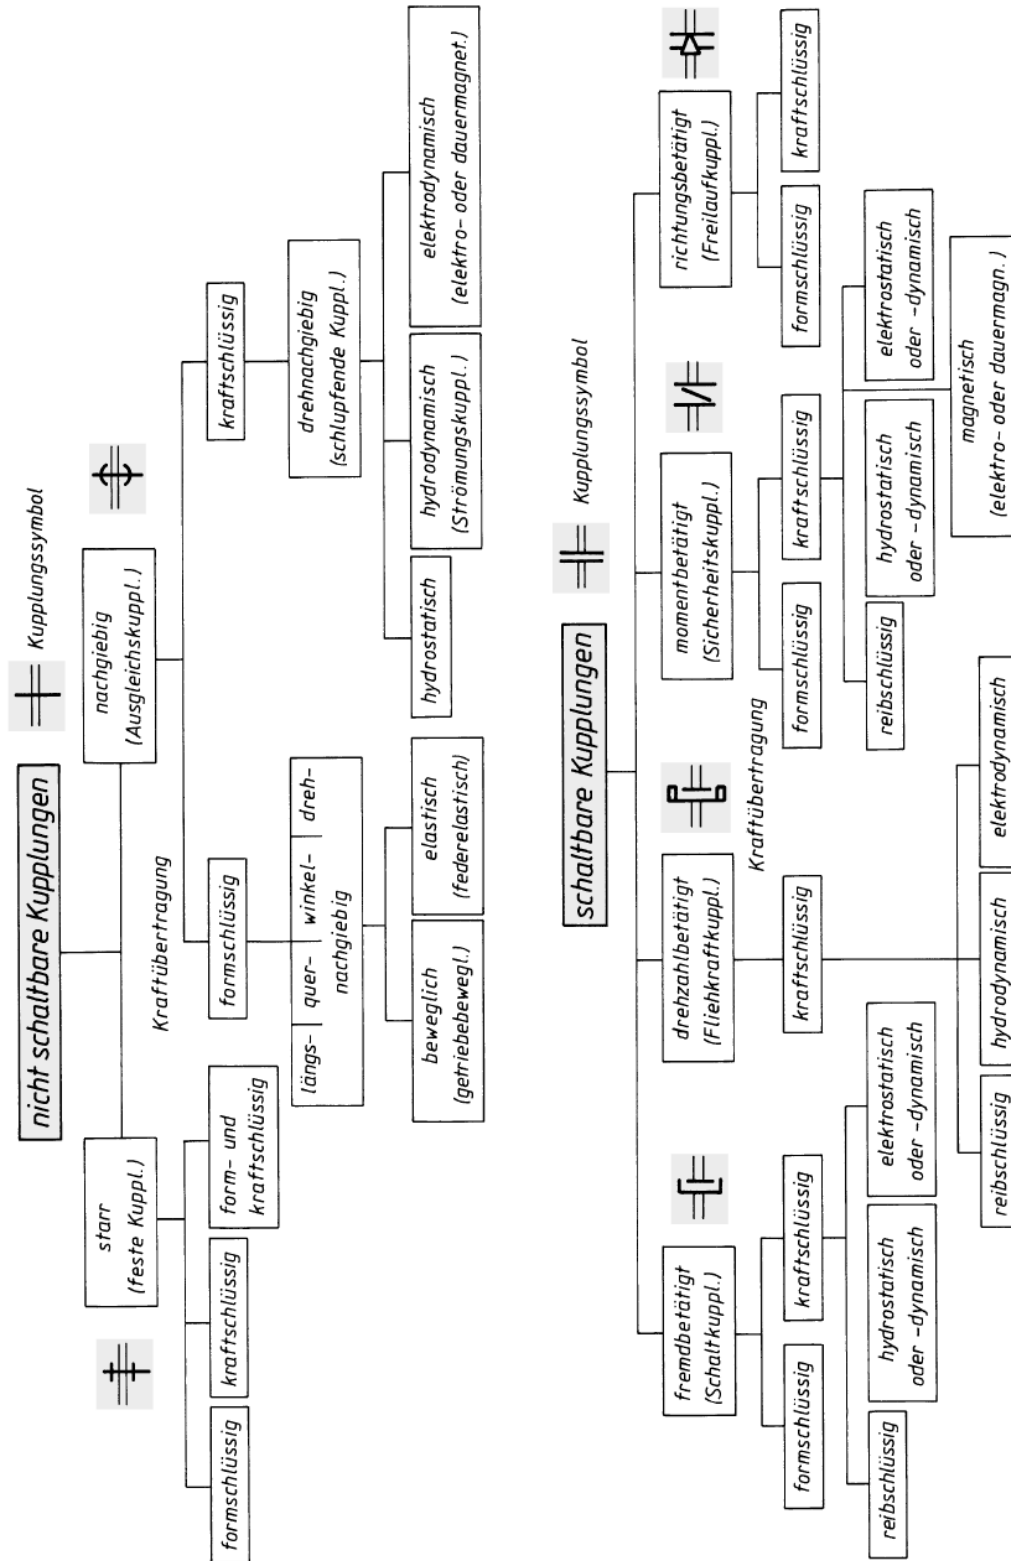 nicht schaltbare Kupplungen
Kupplungssymbol
starr
(feste Kuppl.)
nachgiebig
(Ausgleichskuppl.)
Kraftübertragung
formschlüssig
kraftschlüssig
form- und
kraftschlüssig
formschlüssig
kraftschlüssig
längs- quer- winkel- dreh-
nachgiebig
drehnachgiebig
(schlupfende Kuppl.)
beweglich
(getriebebewegl.)
elastisch
(federelastisch)
hydrostatisch
hydrodynamisch
(Strömungskuppl.)
elektrodynamisch
(elektro- oder dauermagnet.)
schaltbare Kupplungen
Kupplungssymbol
fremdbetätigt
(Schaltkuppl.)
drehzahlbetätigt
(Fliehkraftkuppl.)
momentbetätigt
(Sicherheitskuppl.)
richtungsbetätigt
(Freilaufkuppl.)
Kraftübertragung
formschlüssig
kraftschlüssig
kraftschlüssig
formschlüssig
kraftschlüssig
formschlüssig
kraftschlüssig
reibschlüssig
hydrostatisch
oder -dynamisch
elektrostatisch
oder -dynamisch
reibschlüssig
hydrostatisch
oder -dynamisch
elektrostatisch
oder -dynamisch
reibschlüssig
hydrodynamisch
elektrodynamisch
magnetisch
(elektro- oder dauermagn.)